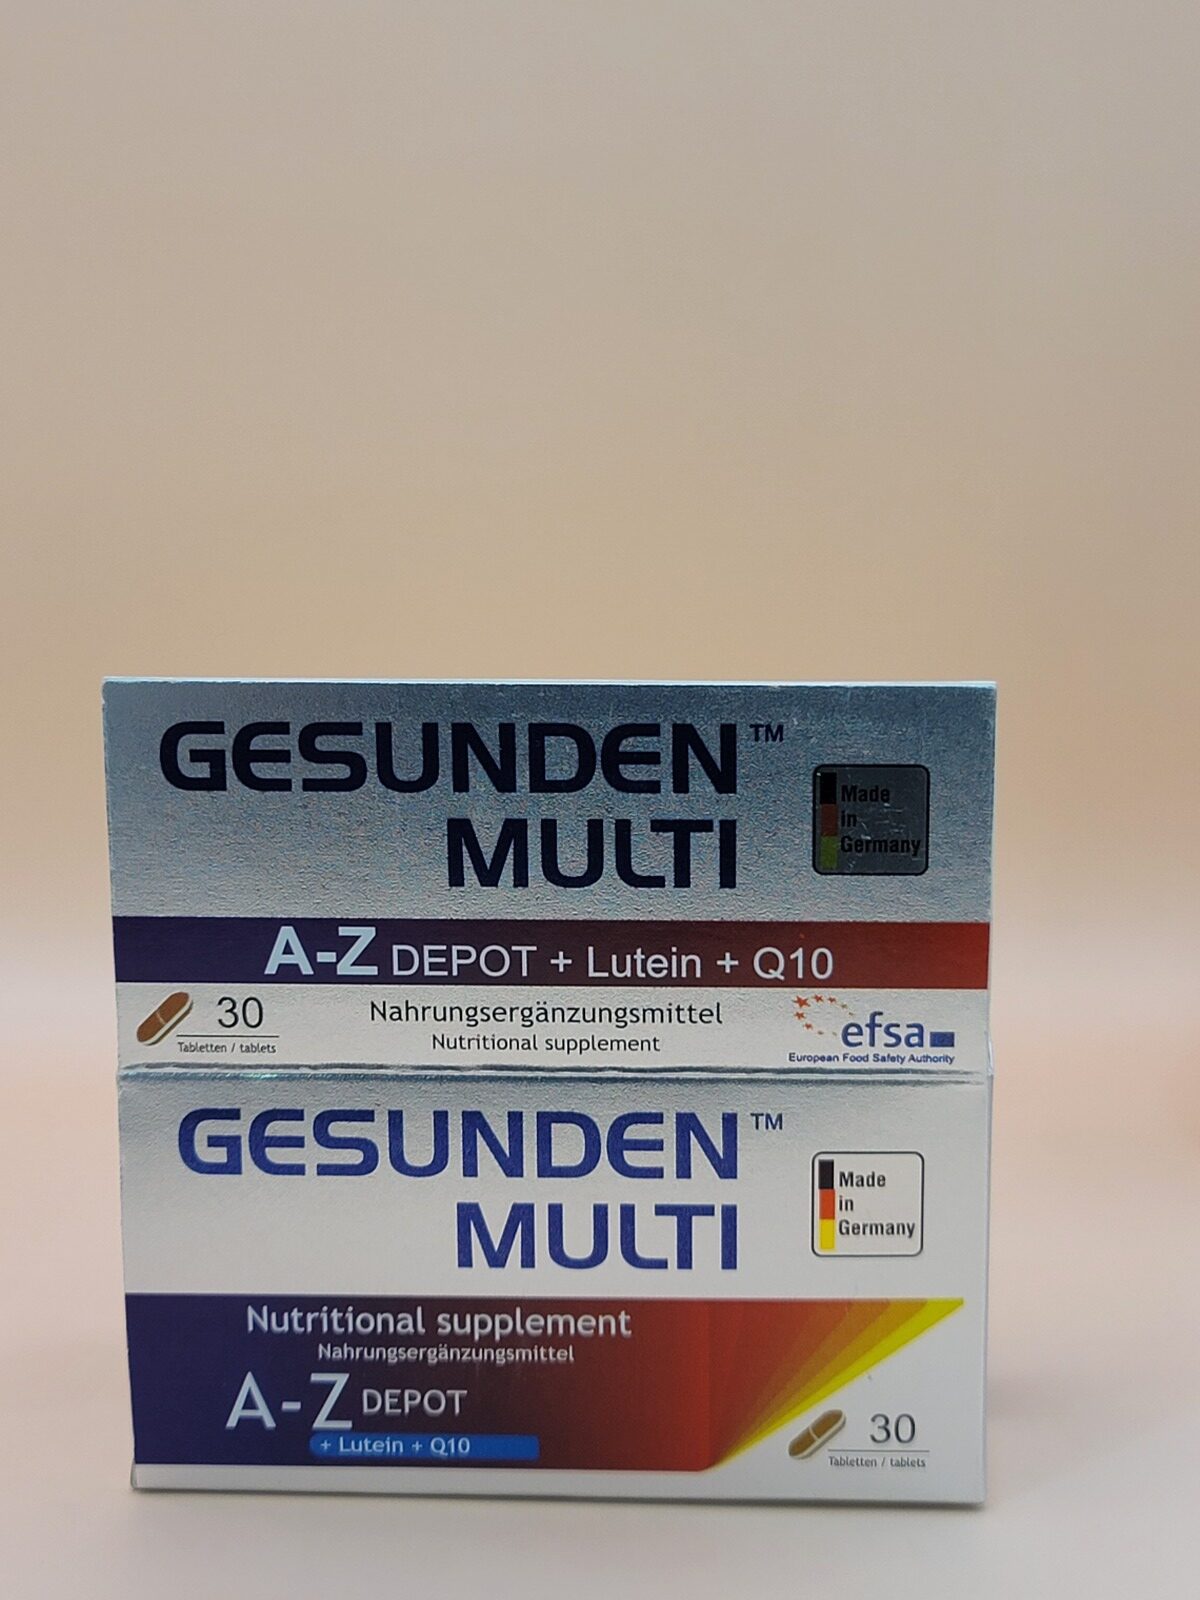 GESUNDEN™
MULTI
Made
in
Germany
A-Z DEPOT + Lutein + Q10
30
Tabletten / tablets
Nahrungsergänzungsmittel
Nutritional supplement
efsa
European Food Safety Authority
GESUNDEN™
MULTI
Made
in
Germany
Nutritional supplement
Nahrungsergänzungsmittel
A-Z DEPOT
+ Lutein + Q10
30
Tabletten / tablets